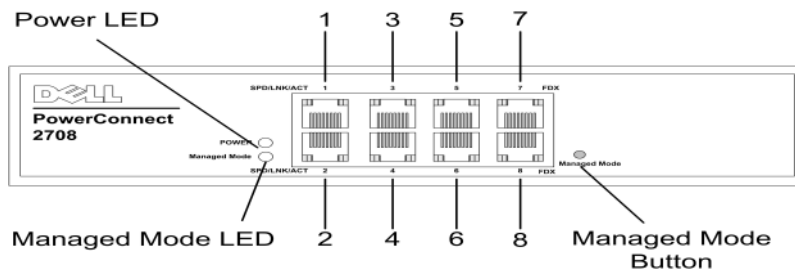 Power LED
1 3 5 7
SPD/LNK/ACT 1 3 5 7 FDX
DELL
PowerConnect
2708
POWER
Managed Mode
Managed Mode
SPD/LNK/ACT 2 4 6 8 FDX
Managed Mode LED
2 4 6 8
Managed Mode
Button